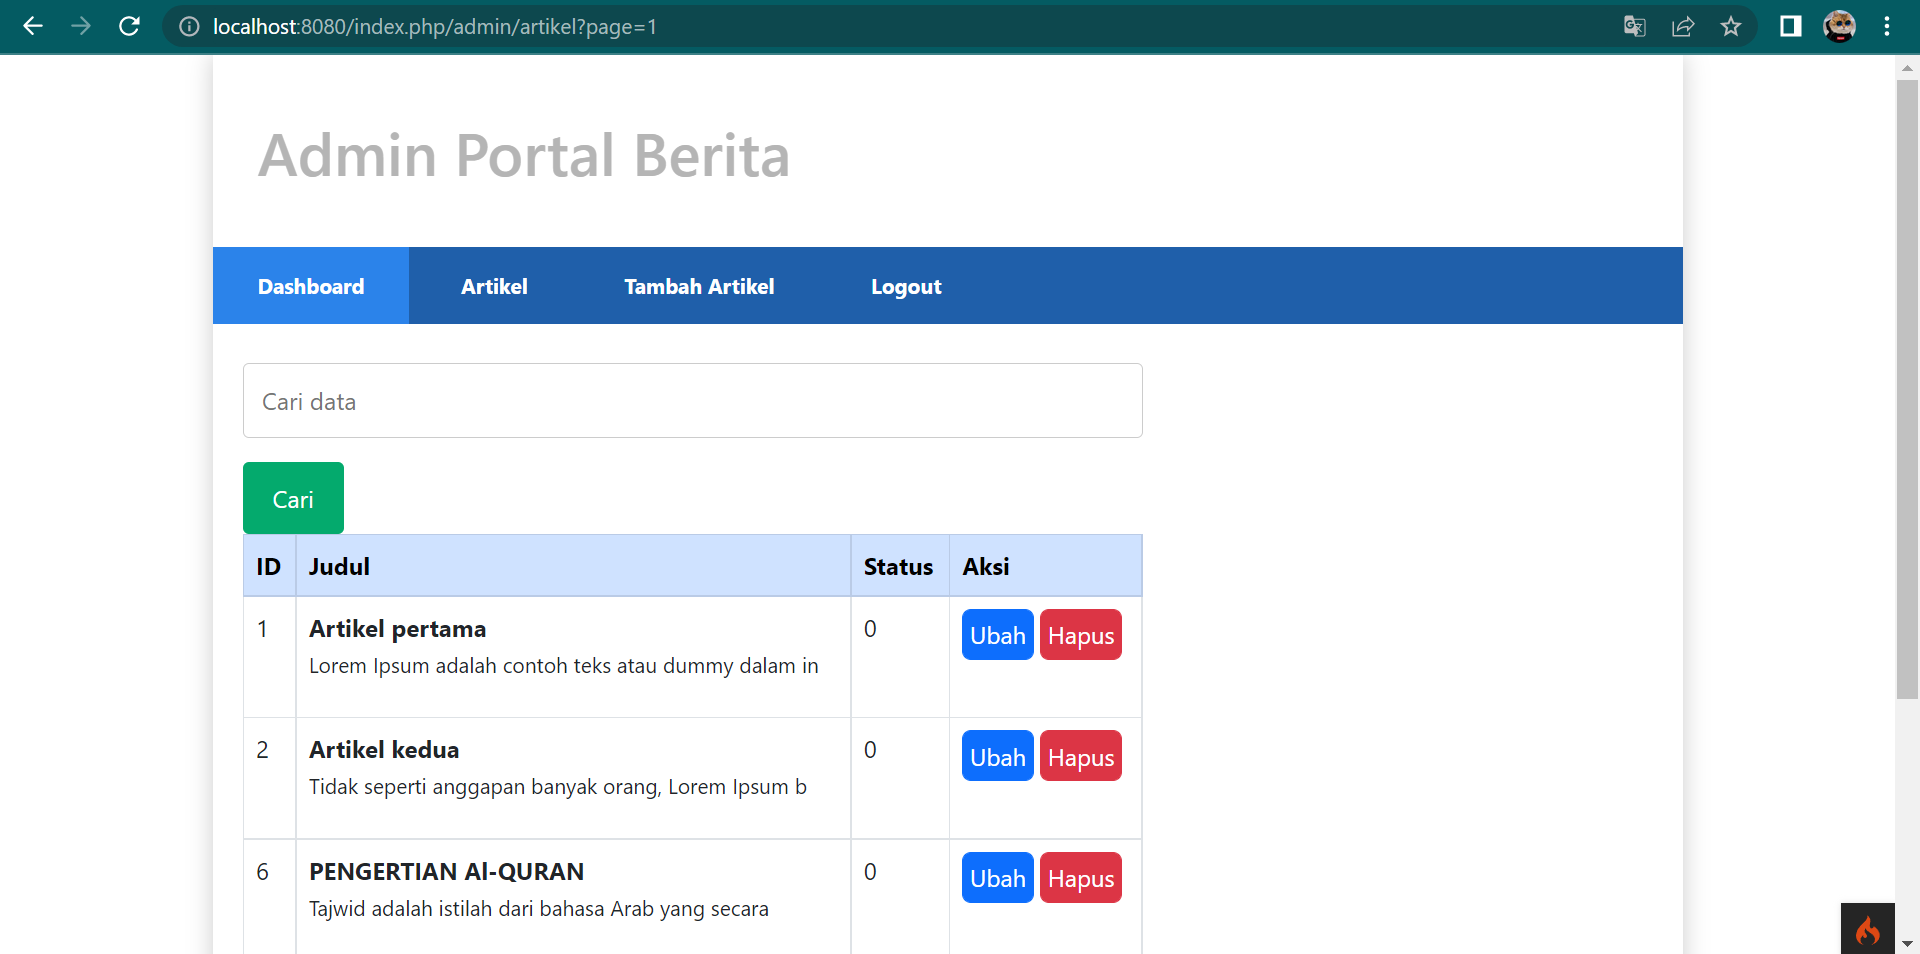 localhost:8080/index.php/admin/artikel?page=1
Admin Portal Berita
Dashboard Artikel Tambah Artikel Logout
Cari data
Cari
ID Judul Status Aksi
1 Artikel pertama 0 Ubah Hapus
Lorem Ipsum adalah contoh teks atau dummy dalam in
2 Artikel kedua 0 Ubah Hapus
Tidak seperti anggapan banyak orang, Lorem Ipsum b
6 PENGERTIAN Al-QURAN 0 Ubah Hapus
Tajwid adalah istilah dari bahasa Arab yang secara